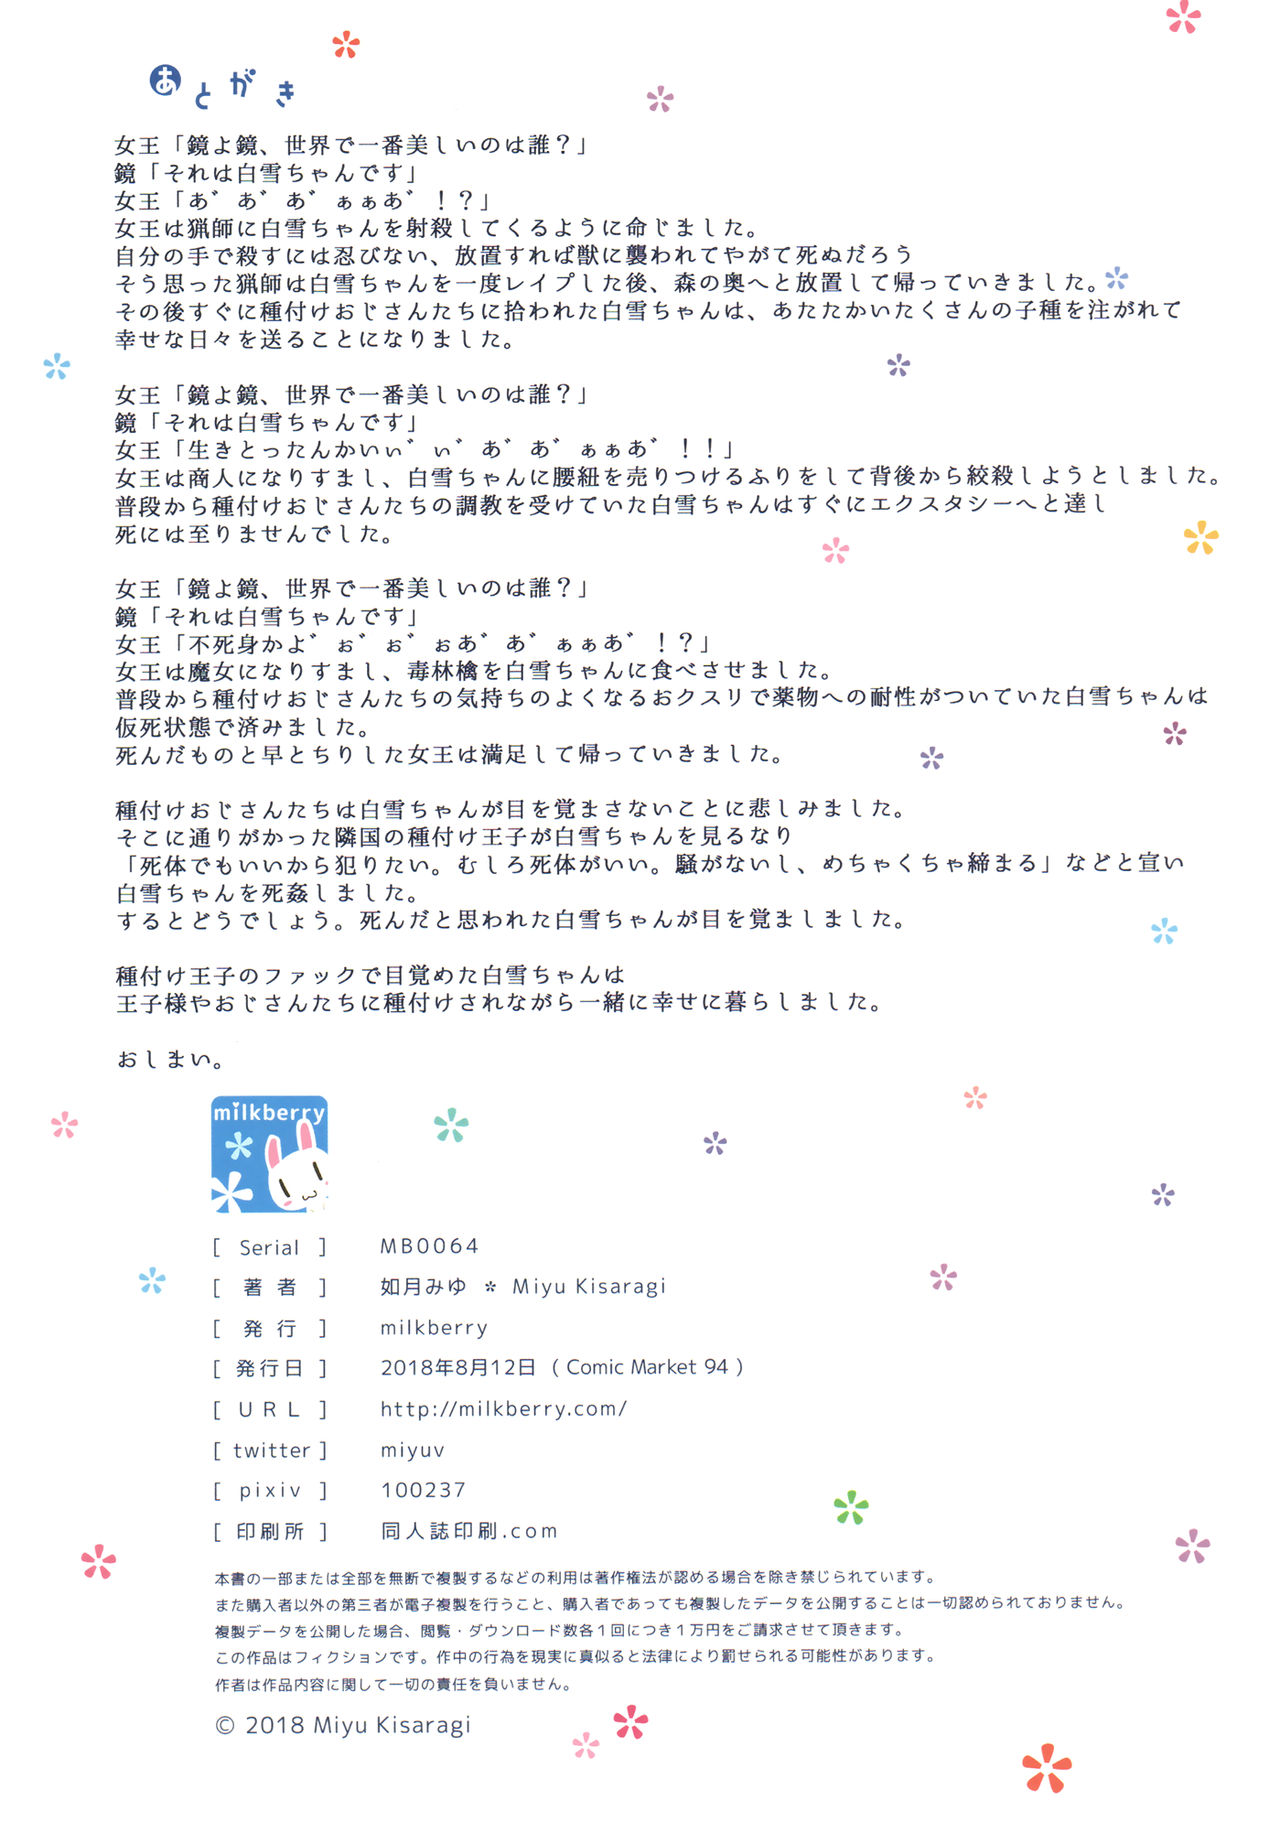 あとがき
女王「鏡よ鏡、世界で一番美しいのは誰？」
鏡「それは白雪ちゃんです」
女王「あ゛あ゛あ゛ぁぁあ゛！？」
女王は猟師に白雪ちゃんを射殺してくるように命じました。
自分の手で殺すには忍びない、放置すれば獣に襲われてやがて死ぬだろう
そう思った猟師は白雪ちゃんを一度レイプした後、森の奥へと放置して帰っていきました。
その後すぐに種付けおじさんたちに拾われた白雪ちゃんは、あたたかいたくさんの子種を注がれて
幸せな日々を送ることになりました。
女王「鏡よ鏡、世界で一番美しいのは誰？」
鏡「それは白雪ちゃんです」
女王「生きとったんかいぃ゛ぃ゛あ゛あ゛ぁぁあ゛！！」
女王は商人になりすまし、白雪ちゃんに腰紐を売りつけるふりをして背後から絞殺しようとしました。
普段から種付けおじさんたちの調教を受けていた白雪ちゃんはすぐにエクスタシーへと達し
死には至りませんでした。
女王「鏡よ鏡、世界で一番美しいのは誰？」
鏡「それは白雪ちゃんです」
女王「不死身かよ゛ぉ゛ぉ゛ぉあ゛あ゛ぁぁあ゛！？」
女王は魔女になりすまし、毒林檎を白雪ちゃんに食べさせました。
普段から種付けおじさんたちの気持ちのよくなるおクスリで薬物への耐性がついていた白雪ちゃんは
仮死状態で済みました。
死んだものと早とちりした女王は満足して帰っていきました。
種付けおじさんたちは白雪ちゃんが目を覚まさないことに悲しみました。
そこに通りがかった隣国の種付け王子が白雪ちゃんを見るなり
「死体でもいいから犯りたい。むしろ死体がいい。騒がないし、めちゃくちゃ締まる」などと宣い
白雪ちゃんを死姦しました。
するとどうでしょう。死んだと思われた白雪ちゃんが目を覚ましました。
種付け王子のファックで目覚めた白雪ちゃんは
王子様やおじさんたちに種付けされながら一緒に幸せに暮らしました。
おしまい。
milkberry
[ Serial ] MB0064
[ 著者 ] 如月みゆ ＊ Miyu Kisaragi
[ 発行 ] milkberry
[ 発行日 ] 2018年8月12日 ( Comic Market 94 )
[ URL ] http://milkberry.com/
[ twitter ] miyuv
[ pixiv ] 100237
[ 印刷所 ] 同人誌印刷.com
本書の一部または全部を無断で複製するなどの利用は著作権法が認める場合を除き禁じられています。
また購入者以外の第三者が電子複製を行うこと、購入者であっても複製したデータを公開することは一切認められておりません。
複製データを公開した場合、閲覧・ダウンロード数各１回につき１万円をご請求させて頂きます。
この作品はフィクションです。作中の行為を現実に真似ると法律により罰せられる可能性があります。
作者は作品内容に関して一切の責任を負いません。
© 2018 Miyu Kisaragi